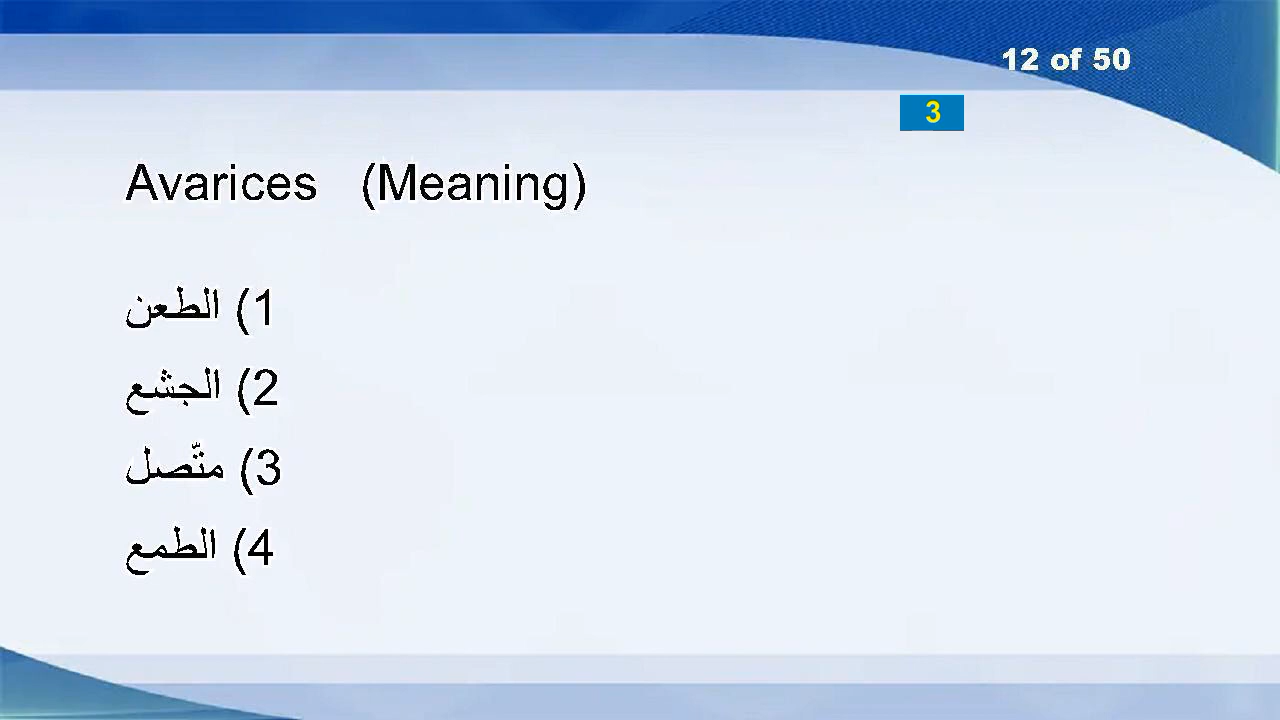 12 of 50
3
Avarices (Meaning)
1) الطعن
2) الجشع
3) متّصل
4) الطمع